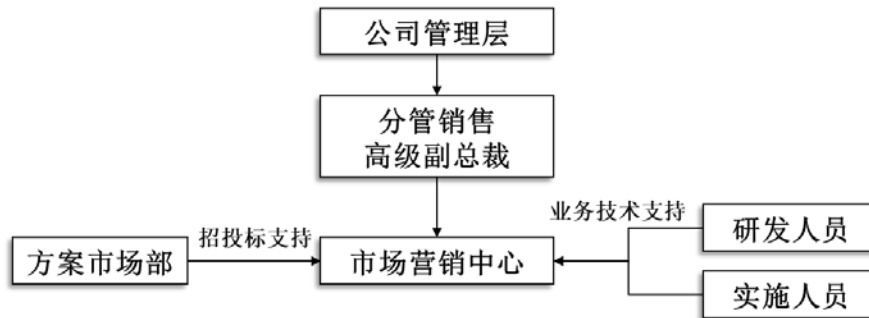 公司管理层
分管销售
高级副总裁
招投标支持
业务技术支持
方案市场部
市场营销中心
研发人员
实施人员